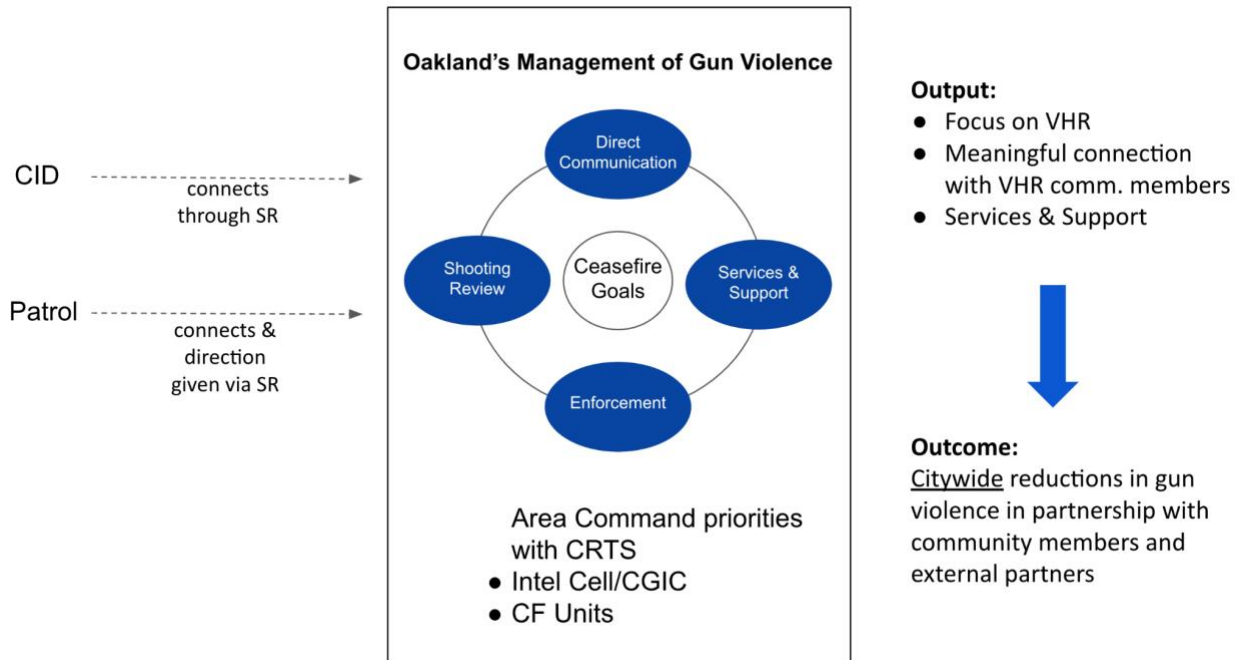 CID
connects
through SR
Patrol
connects &
direction
given via SR
Oakland’s Management of Gun Violence
Direct
Communication
Shooting
Review
Ceasefire
Goals
Services &
Support
Enforcement
Area Command priorities
with CRTS
● Intel Cell/CGIC
● CF Units
Output:
● Focus on VHR
● Meaningful connection
with VHR comm. members
● Services & Support
Outcome:
Citywide reductions in gun
violence in partnership with
community members and
external partners